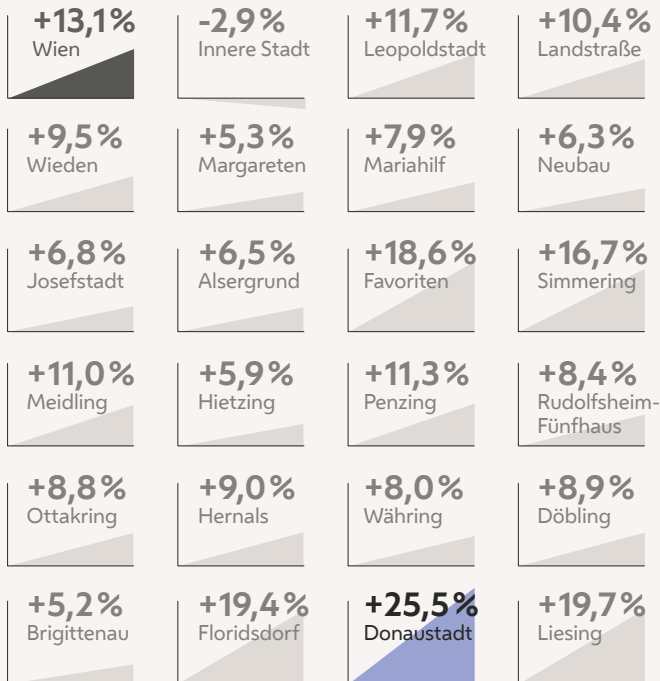 +13,1%
Wien
-2,9%
Innere Stadt
+11,7%
Leopoldstadt
+10,4%
Landstraße
+9,5%
Wieden
+5,3%
Margareten
+7,9%
Mariahilf
+6,3%
Neubau
+6,8%
Josefstadt
+6,5%
Alsergrund
+18,6%
Favoriten
+16,7%
Simmering
+11,0%
Meidling
+5,9%
Hietzing
+11,3%
Penzing
+8,4%
Rudolfsheim-
Fünfhaus
+8,8%
Ottakring
+9,0%
Hernals
+8,0%
Währing
+8,9%
Döbling
+5,2%
Brigittenau
+19,4%
Floridsdorf
+25,5%
Donaustadt
+19,7%
Liesing